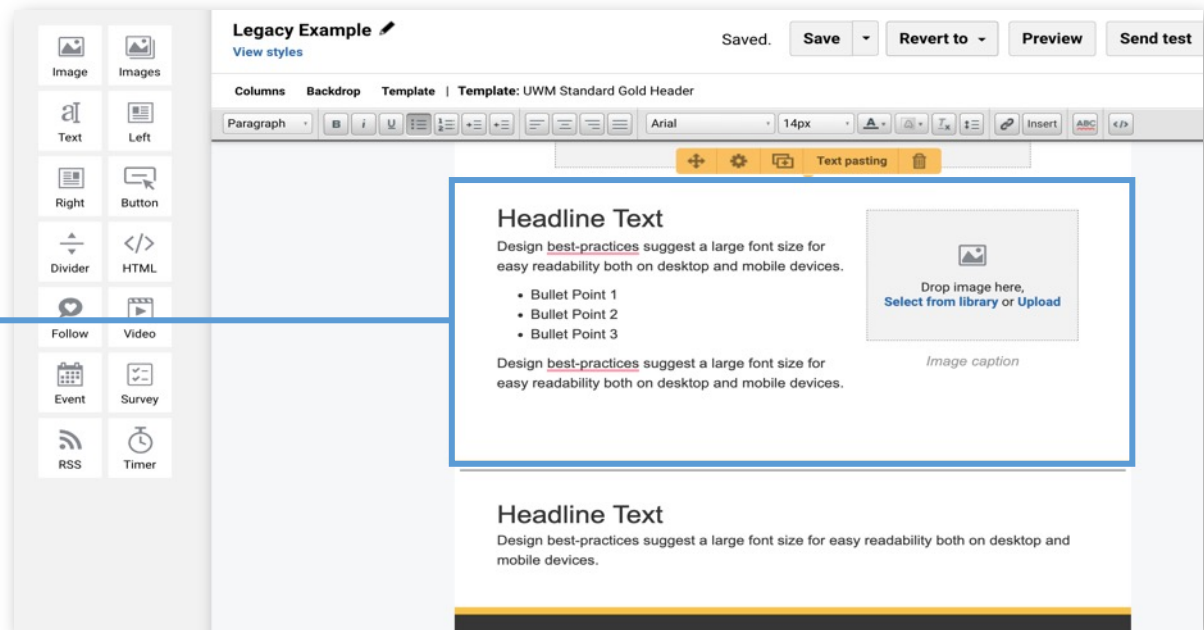 Legacy Example
View styles
Saved.
Save
Revert to
Preview
Send test
Columns Backdrop Template | Template: UWM Standard Gold Header
Paragraph
B i U
Arial
14px
A
Tx
Insert
ABC
</>
Image
Images
aI
Text
Left
Right
Button
Divider
</>
HTML
Follow
Video
Event
Survey
RSS
Timer
Text pasting
Headline Text
Design best-practices suggest a large font size for
easy readability both on desktop and mobile devices.
• Bullet Point 1
• Bullet Point 2
• Bullet Point 3
Design best-practices suggest a large font size for
easy readability both on desktop and mobile devices.
Drop image here,
Select from library or Upload
Image caption
Headline Text
Design best-practices suggest a large font size for easy readability both on desktop and
mobile devices.